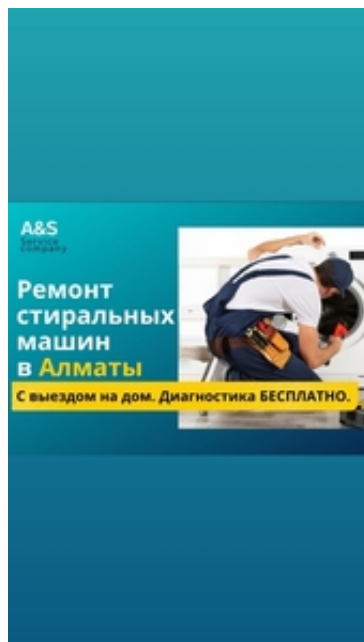 A&S
Service
company
Ремонт
стиральных
машин
в Алматы
С выездом на дом. Диагностика БЕСПЛАТНО.